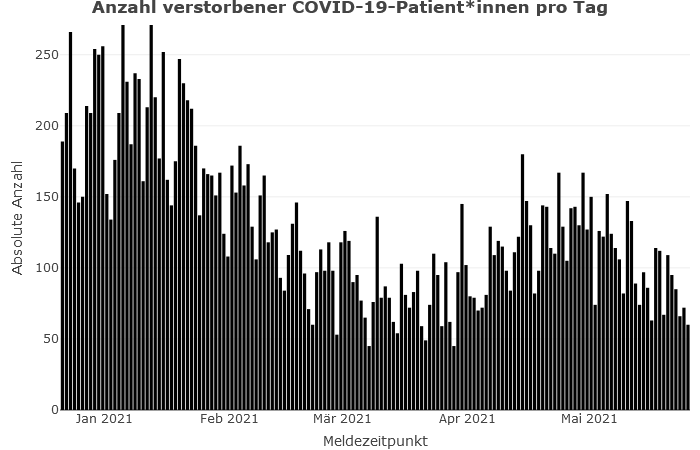 Anzahl verstorbener COVID-19-Patient*innen pro Tag
Absolute Anzahl
250
200
150
100
50
0
Jan 2021 Feb 2021 Mär 2021 Apr 2021 Mai 2021
Meldezeitpunkt